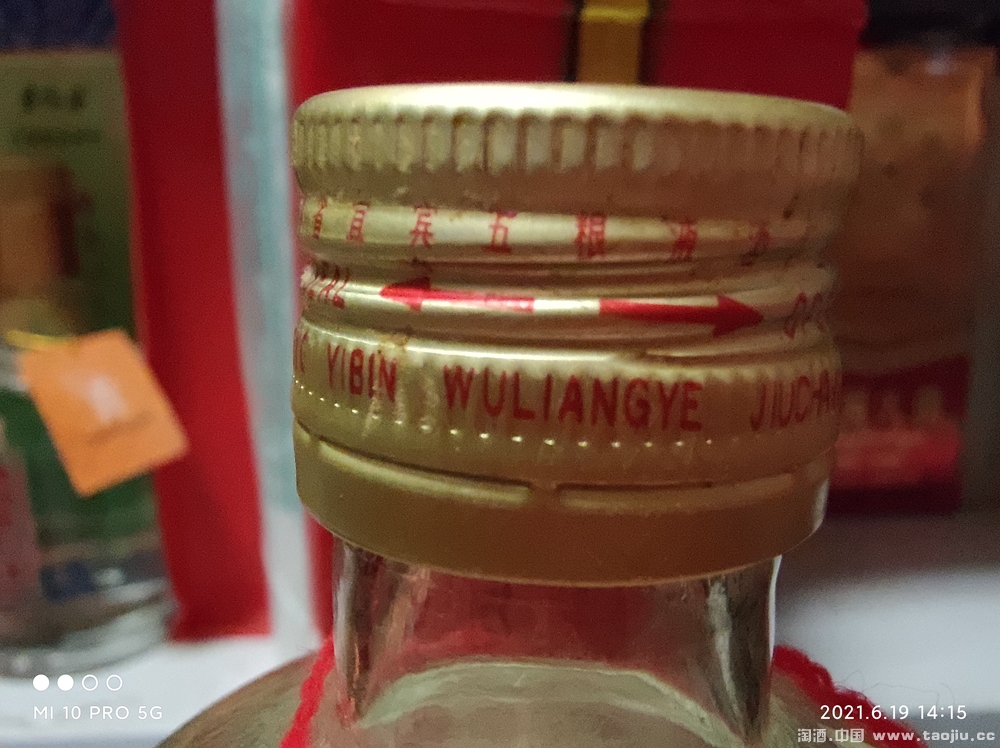 宜宾五粮液
YIBIN WULIANGYE JIUCHA
MI 10 PRO 5G
2021.6.19 14:15
淘酒.中国 www.taojiu.cc